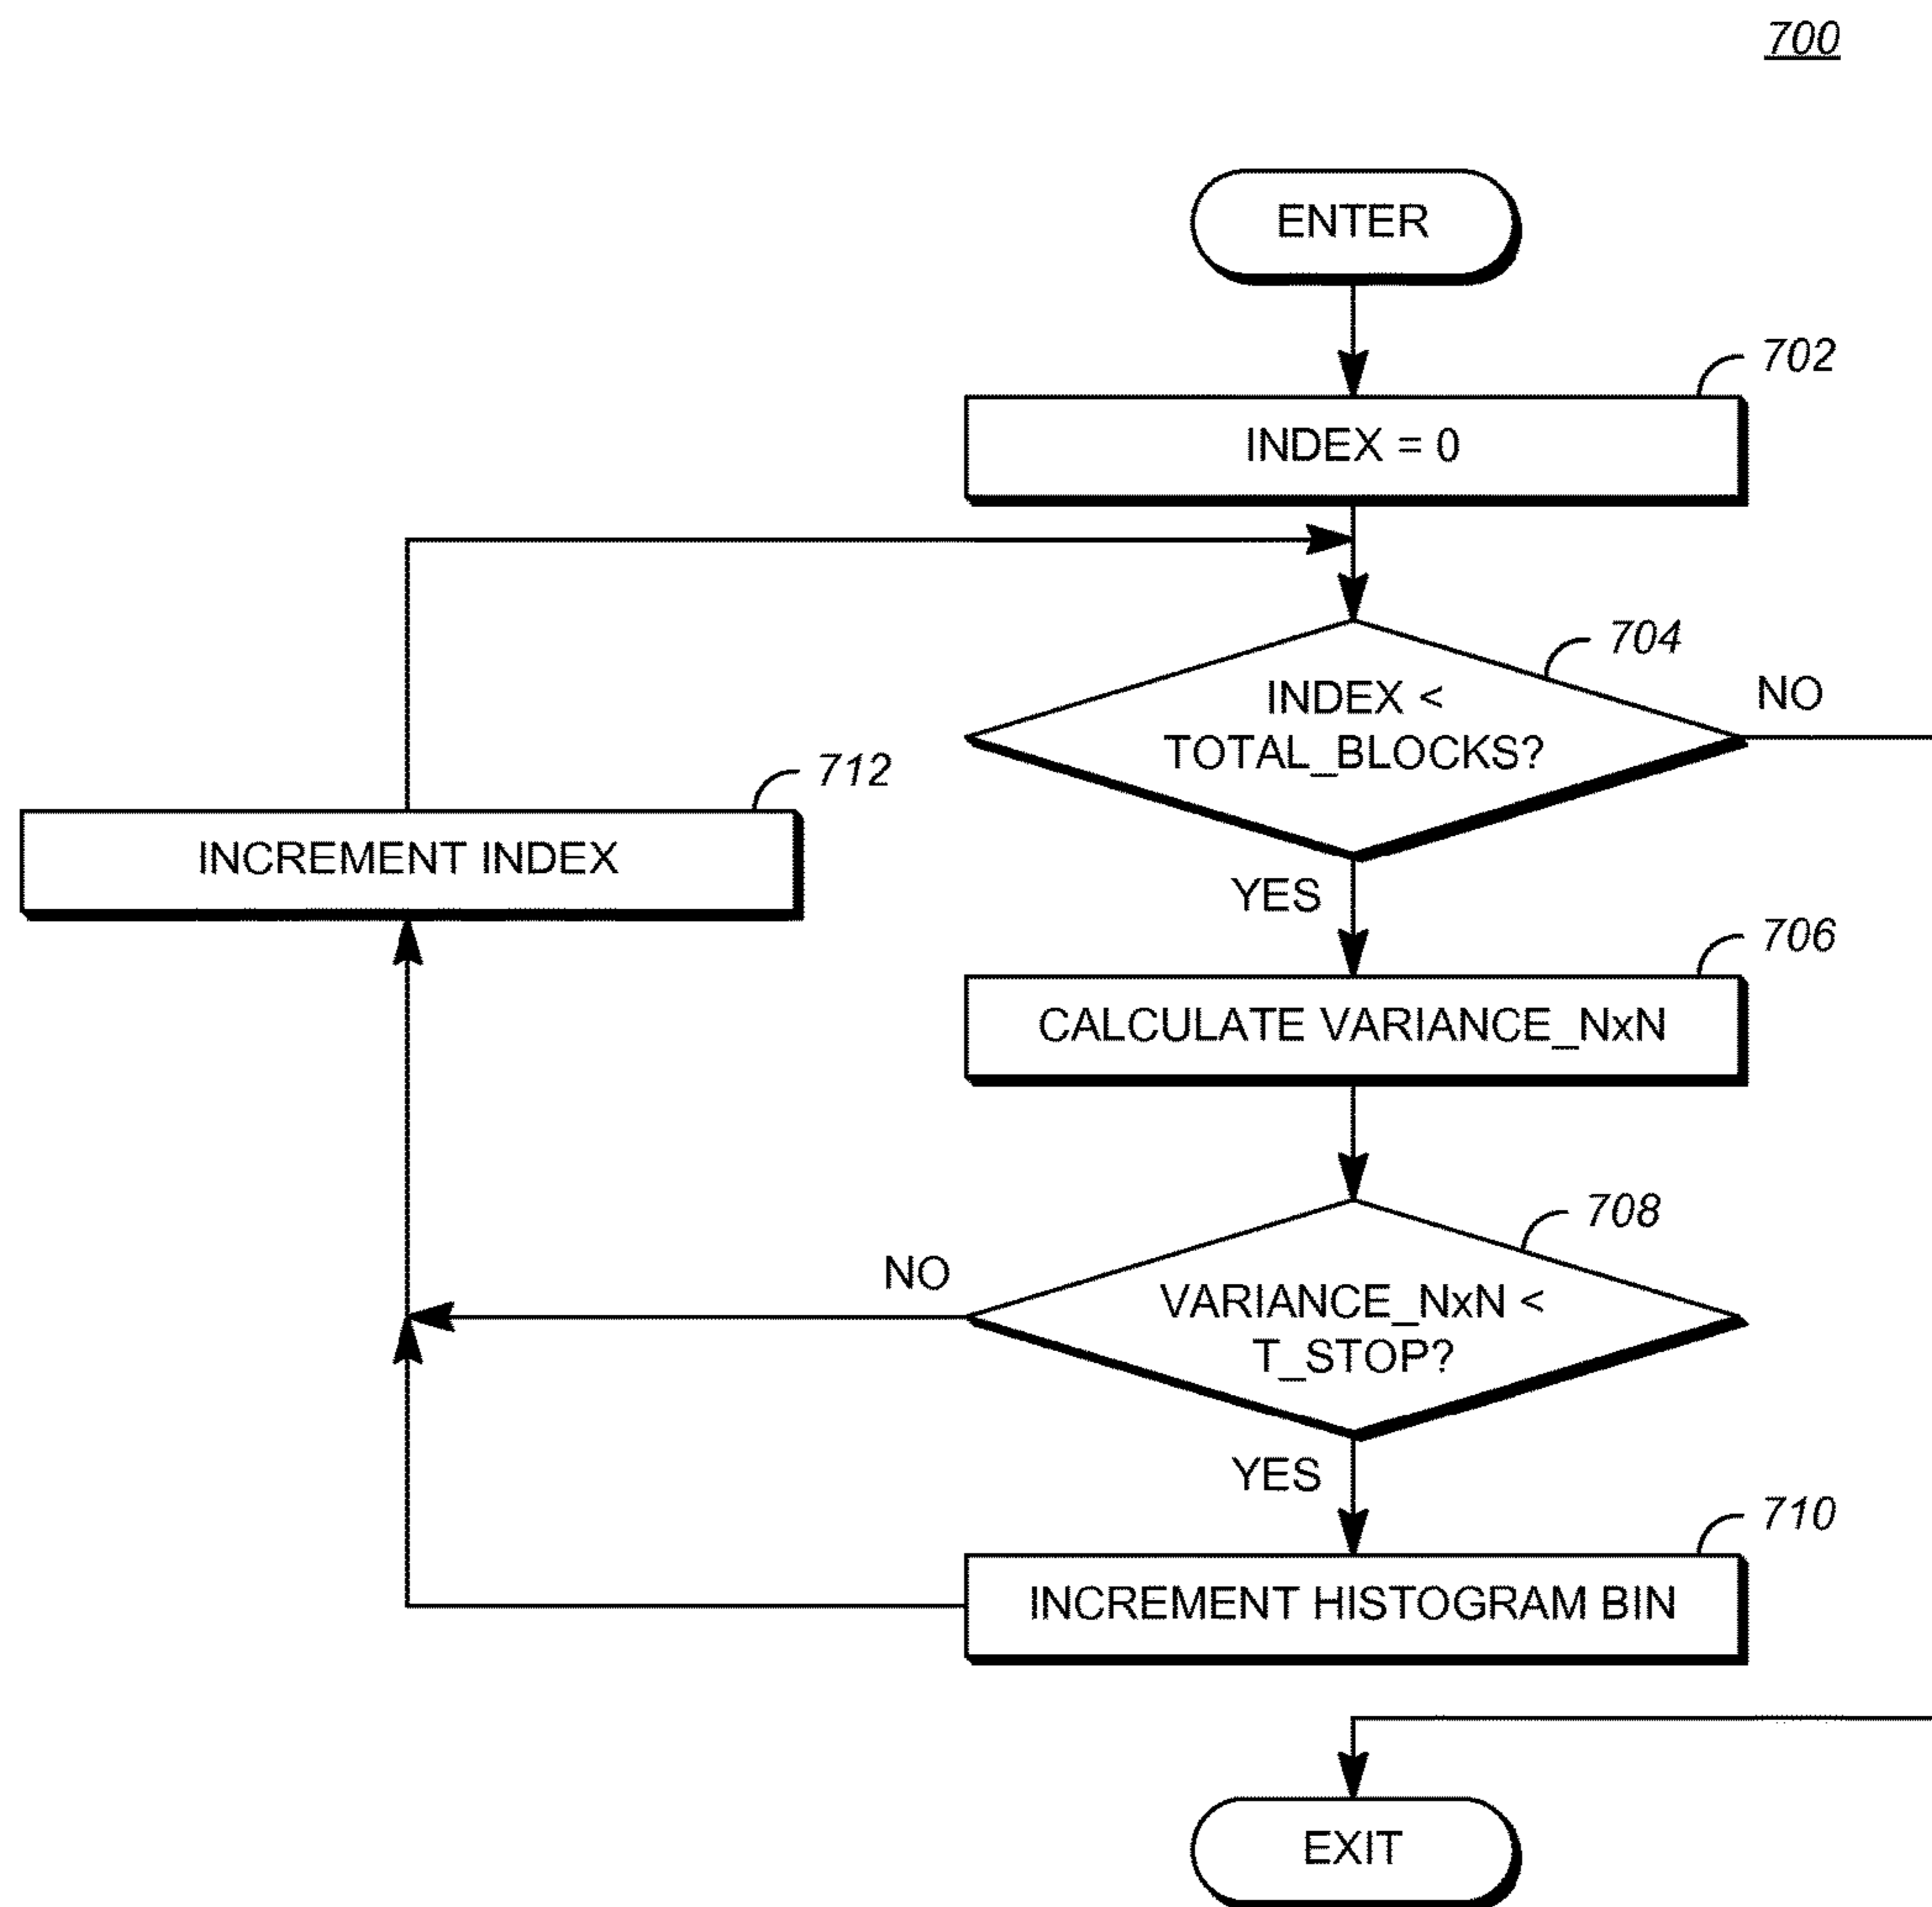 700
ENTER
702
INDEX = 0
704
INDEX <
TOTAL_BLOCKS?
NO
712
INCREMENT INDEX
YES
706
CALCULATE VARIANCE_NxN
708
NO
VARIANCE_NxN <
T_STOP?
YES
710
INCREMENT HISTOGRAM BIN
EXIT